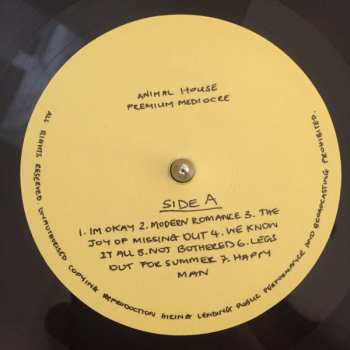 ANIMAL HOUSE
PREMIUM MEDIOCRE
SIDE A
1. IM OKAY 2. MODERN ROMANCE 3. THE
JOY OF MISSING OUT 4. WE KNOW
IT ALL 5. NOT BOTHERED 6. LEGS
OUT FOR SUMMER 7. HAPPY
MAN
ALL RIGHTS RESERVED. UNAUTHORISED COPYING REPRODUCTION HIRING LENDING PUBLIC PERFORMANCE AND BROADCASTING PROHIBITED.